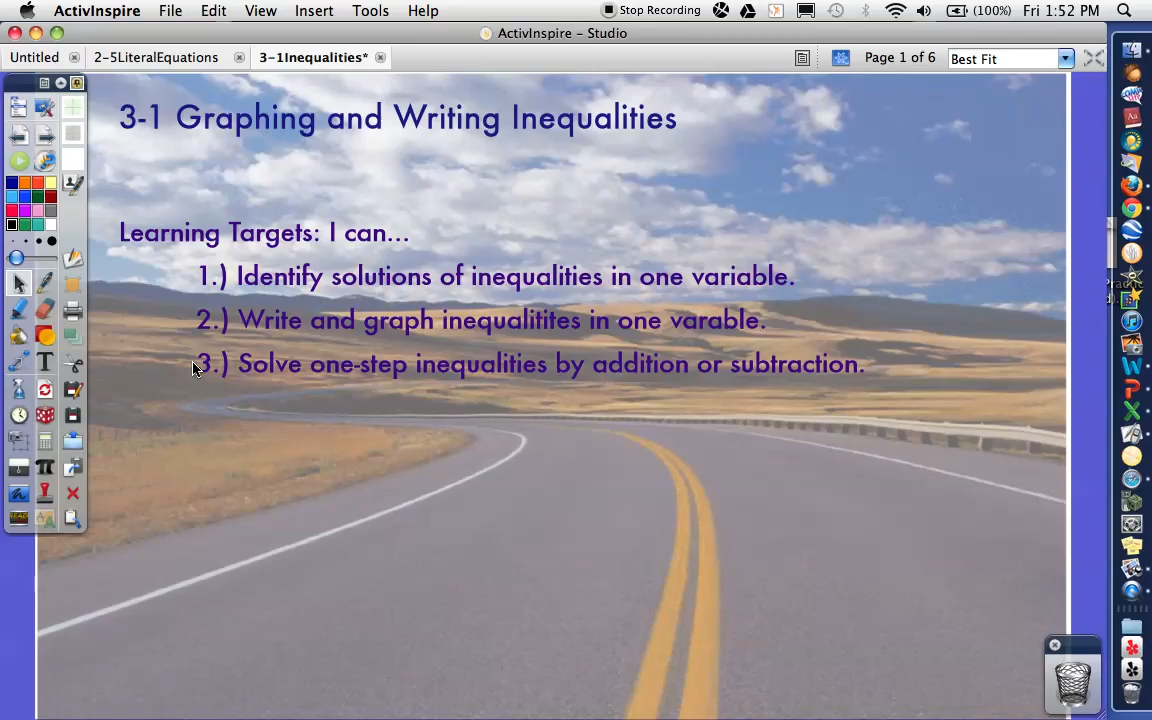 ActivInspire File Edit View Insert Tools Help Stop Recording (100%) Fri 1:52 PM
ActivInspire – Studio
Untitled 2-5LiteralEquations 3-1Inequalities* Page 1 of 6 Best Fit
3-1 Graphing and Writing Inequalities
Learning Targets: I can...
1.) Identify solutions of inequalities in one variable.
2.) Write and graph inequalitites in one varable.
3.) Solve one-step inequalities by addition or subtraction.